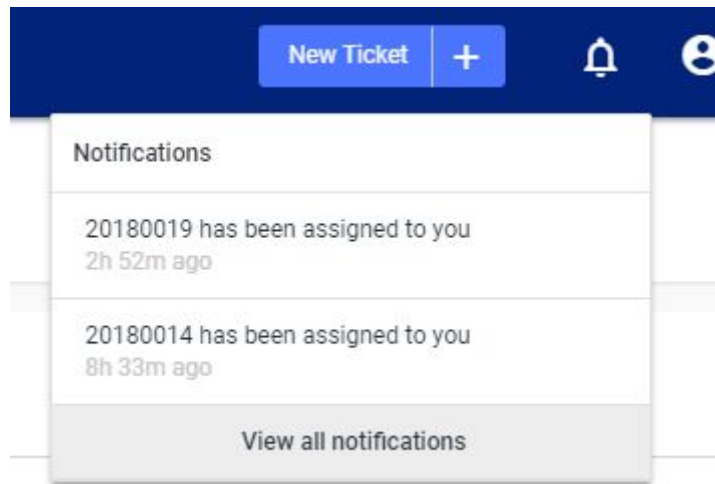 New Ticket +
Notifications
20180019 has been assigned to you
2h 52m ago
20180014 has been assigned to you
8h 33m ago
View all notifications